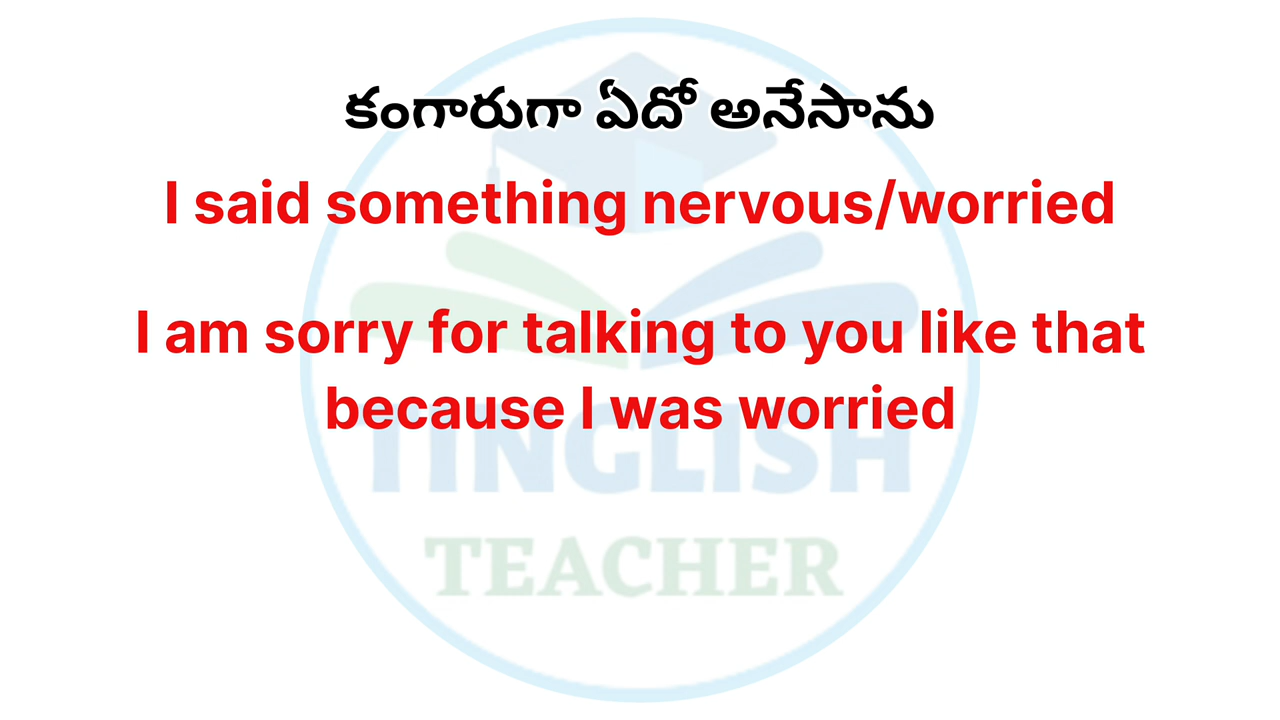 కంగారుగా ఏదో అనేసాను
I said something nervous/worried
I am sorry for talking to you like that
because I was worried
TINGLISH
TEACHER